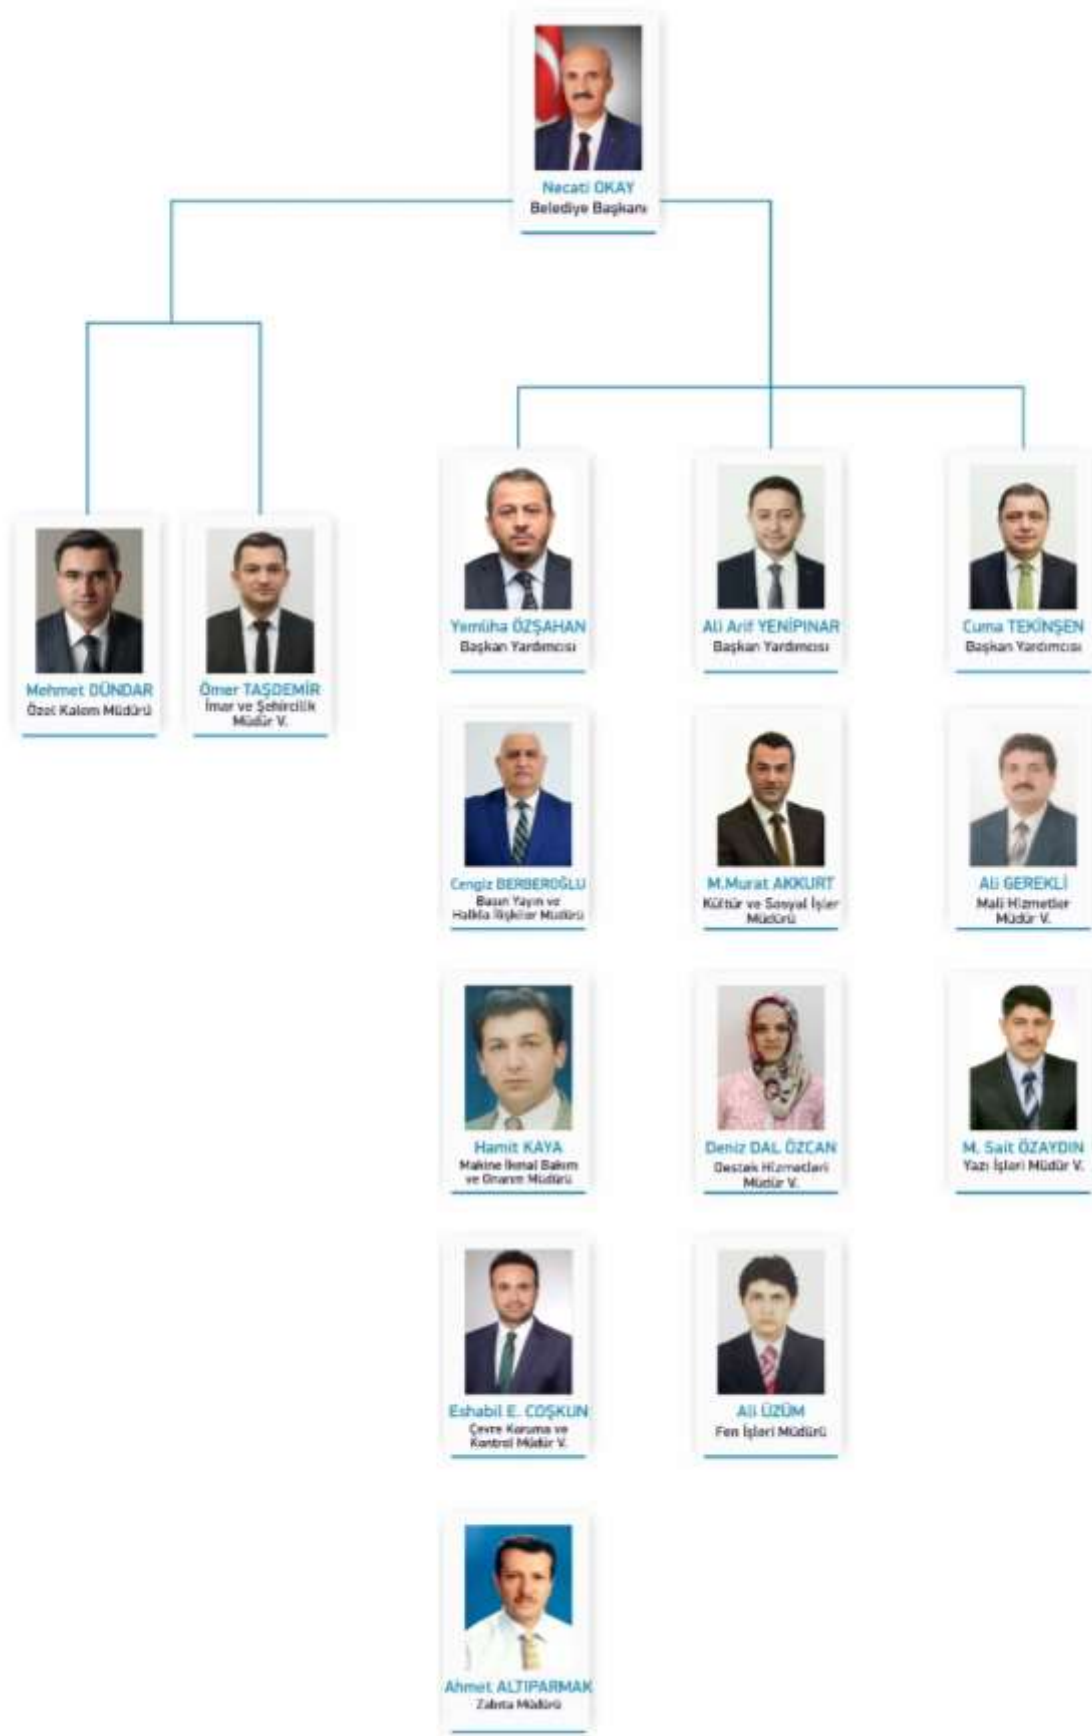 Necati OKAY
Belediye Başkanı
Mehmet DÜNDAR
Özel Kalem Müdürü
Ömer TAŞDEMİR
İmar ve Şehircilik
Müdür V.
Yemliha ÖZŞAHAN
Başkan Yardımcısı
Ali Arif YENİPINAR
Başkan Yardımcısı
Cuma TEKİNŞEN
Başkan Yardımcısı
Cengiz BERBEROĞLU
Basın Yayın ve
Halkla İlişkiler Müdürü
M.Murat AKKURT
Kültür ve Sosyal İşler
Müdürü
Ali GEREKLİ
Mali Hizmetler
Müdür V.
Hamit KAYA
Makine İkmal Bakım
ve Onarım Müdürü
Deniz DAL ÖZCAN
Destek Hizmetleri
Müdür V.
M. Sait ÖZAYDIN
Yazı İşleri Müdür V.
Eshabil E. COŞKUN
Çevre Koruma ve
Kontrol Müdür V.
Ali ÜZÜM
Fen İşleri Müdürü
Ahmet ALTIPARMAK
Zabıta Müdürü